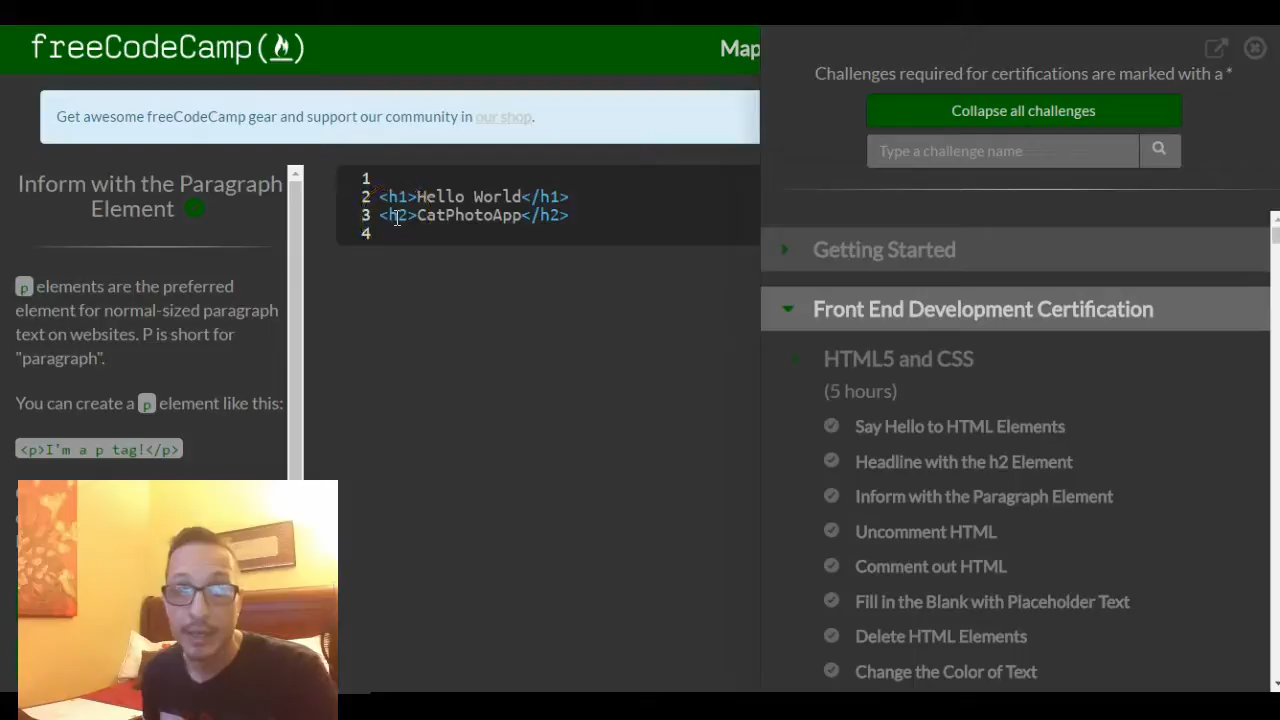 freeCodeCamp(🔥)
Map
Get awesome freeCodeCamp gear and support our community in our shop.
Inform with the Paragraph
Element
p elements are the preferred
element for normal-sized paragraph
text on websites. P is short for
"paragraph".
You can create a p element like this:
<p>I'm a p tag!</p>
1
2 <h1>Hello World</h1>
3 <h2>CatPhotoApp</h2>
4
Challenges required for certifications are marked with a *
Collapse all challenges
Type a challenge name
Getting Started
Front End Development Certification
HTML5 and CSS
(5 hours)
Say Hello to HTML Elements
Headline with the h2 Element
Inform with the Paragraph Element
Uncomment HTML
Comment out HTML
Fill in the Blank with Placeholder Text
Delete HTML Elements
Change the Color of Text